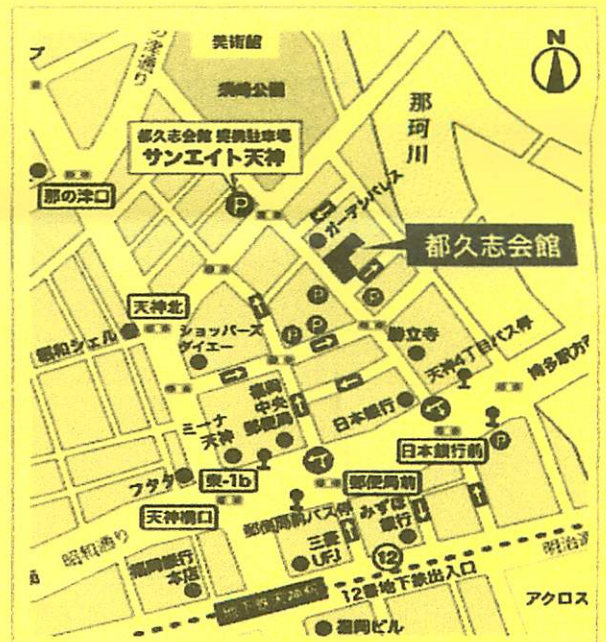 の津通り
美術館
プ
須崎公園
N
那珂川
都久志会館 提携駐車場
サンエイト天神
P
那の津口
ガーデンパレス
都久志会館
天神北
昭和シェル
ショッパーズ
ダイエー
P
P
P
P
勝立寺
天神4丁目バス停
博多駅方
福岡
中央
郵便局
日本銀行
ミーナ
天神
日本銀行前
P
フタタ
東-1b
郵便局前
天神橋口
郵便局前バス停
みずほ
銀行
昭和通り
三菱
UFJ
12
明治通
福岡銀行
本店
12番地下鉄出入口
アクロス
福岡ビル